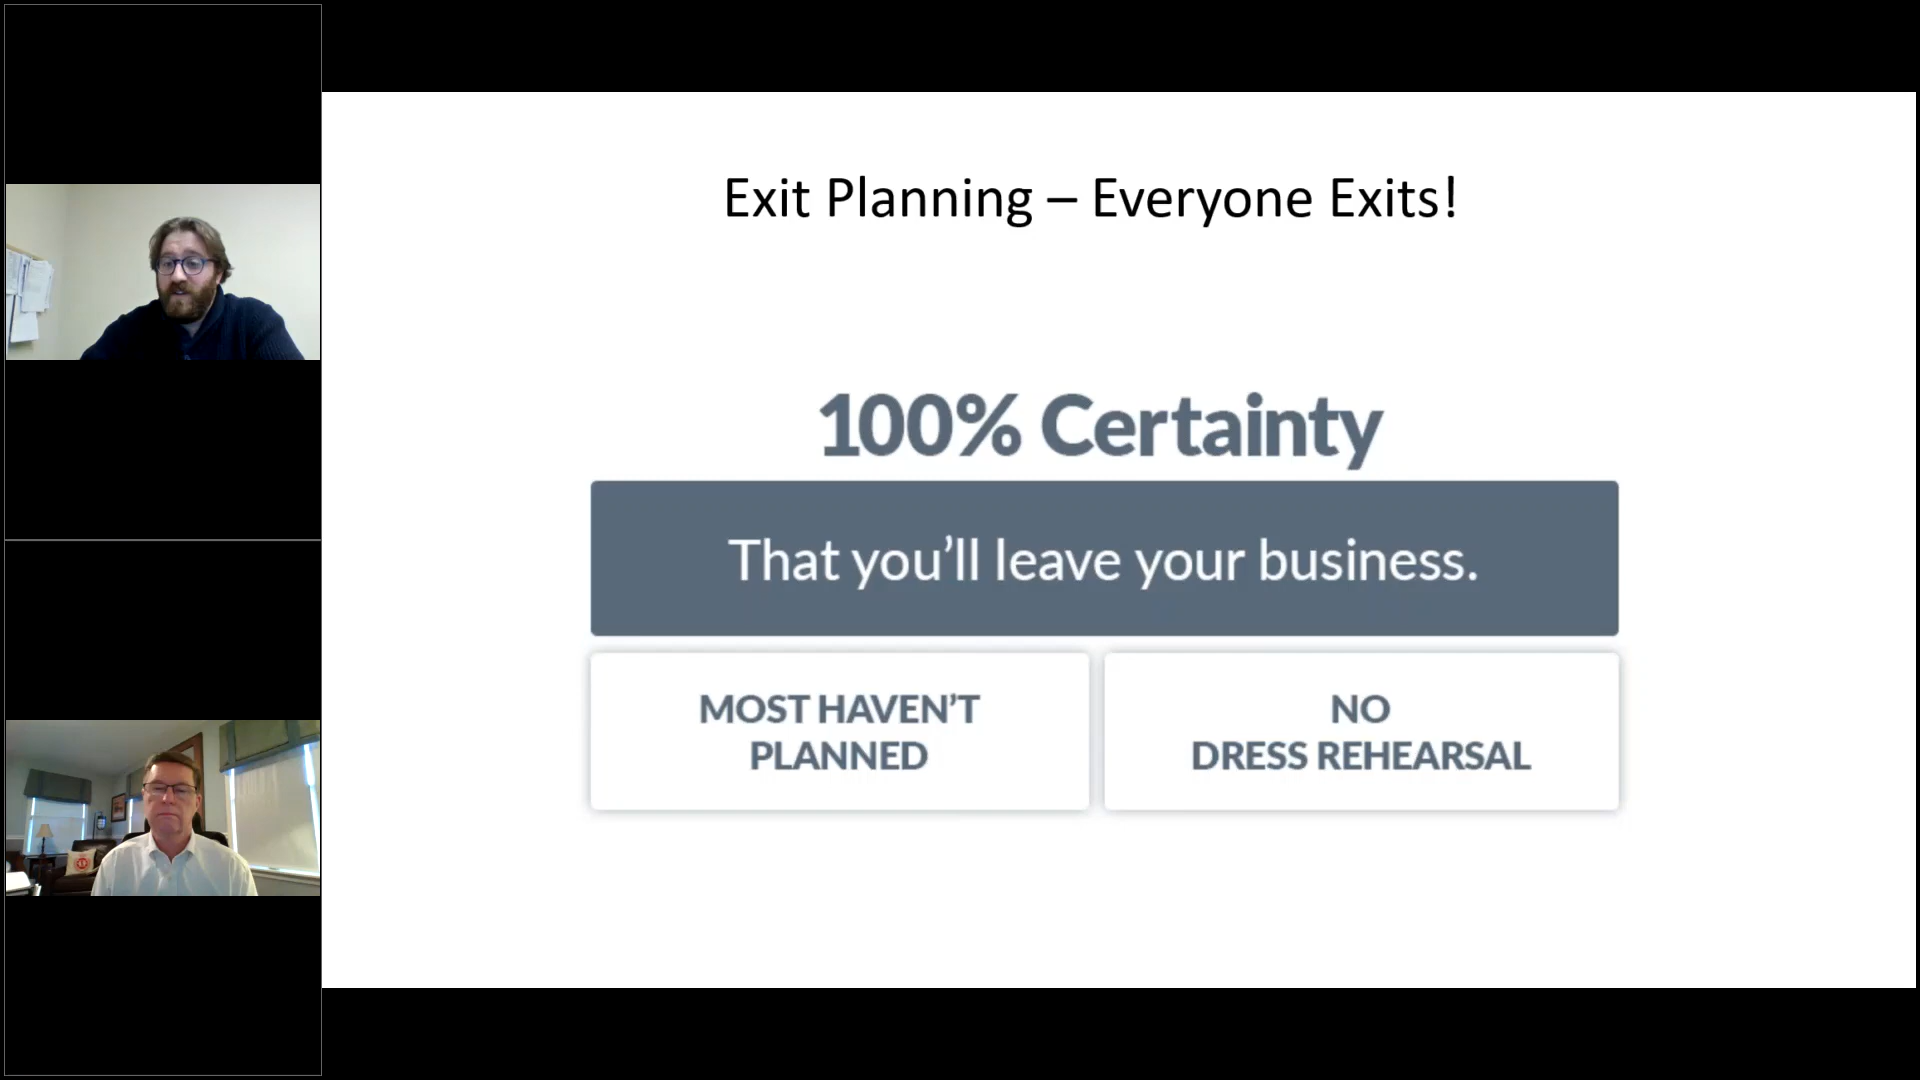 Exit Planning – Everyone Exits!
100% Certainty
That you’ll leave your business.
MOST HAVEN’T
PLANNED
NO
DRESS REHEARSAL